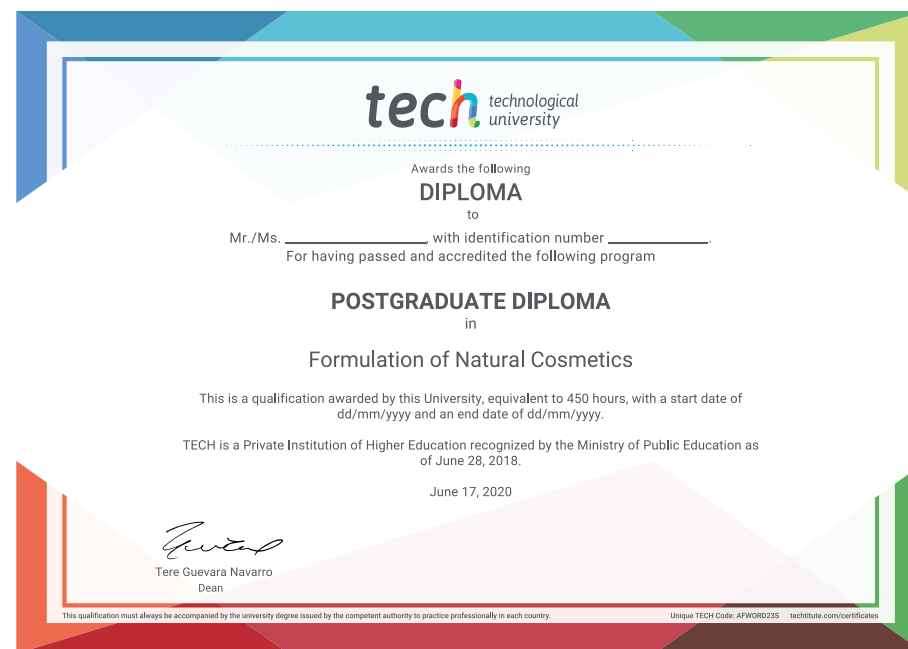 tech technological
university
Awards the following
DIPLOMA
to
Mr./Ms. ____________, with identification number ____________.
For having passed and accredited the following program
POSTGRADUATE DIPLOMA
in
Formulation of Natural Cosmetics
This is a qualification awarded by this University, equivalent to 450 hours, with a start date of
dd/mm/yyyy and an end date of dd/mm/yyyy.
TECH is a Private Institution of Higher Education recognized by the Ministry of Public Education as
of June 28, 2018.
June 17, 2020
Tere Guevara Navarro
Dean
This qualification must always be accompanied by the university degree issued by the competent authority to practice professionally in each country. Unique TECH Code: AFWORD23S techtitute.com/certificates